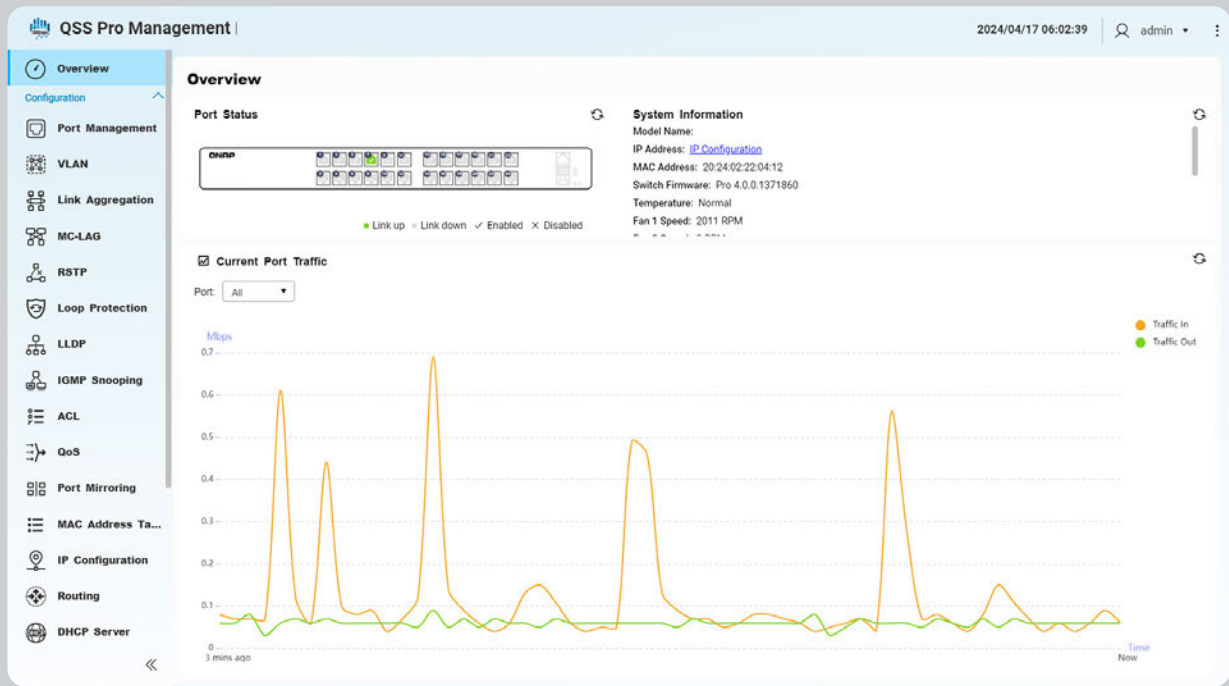 QSS Pro Management
2024/04/17 06:02:39
admin
Overview
Configuration
Port Management
VLAN
Link Aggregation
MC-LAG
RSTP
Loop Protection
LLDP
IGMP Snooping
ACL
QoS
Port Mirroring
MAC Address Ta...
IP Configuration
Routing
DHCP Server
Overview
Port Status
QNAP
Link up Link down Enabled Disabled
System Information
Model Name:
IP Address: IP Configuration
MAC Address: 20:24:02:22:04:12
Switch Firmware: Pro 4.0.0.1371860
Temperature: Normal
Fan 1 Speed: 2011 RPM
Current Port Traffic
Port: All
Traffic In
Traffic Out
Mbps
0.7
0.6
0.5
0.4
0.3
0.2
0.1
0
3 mins ago
Time
Now